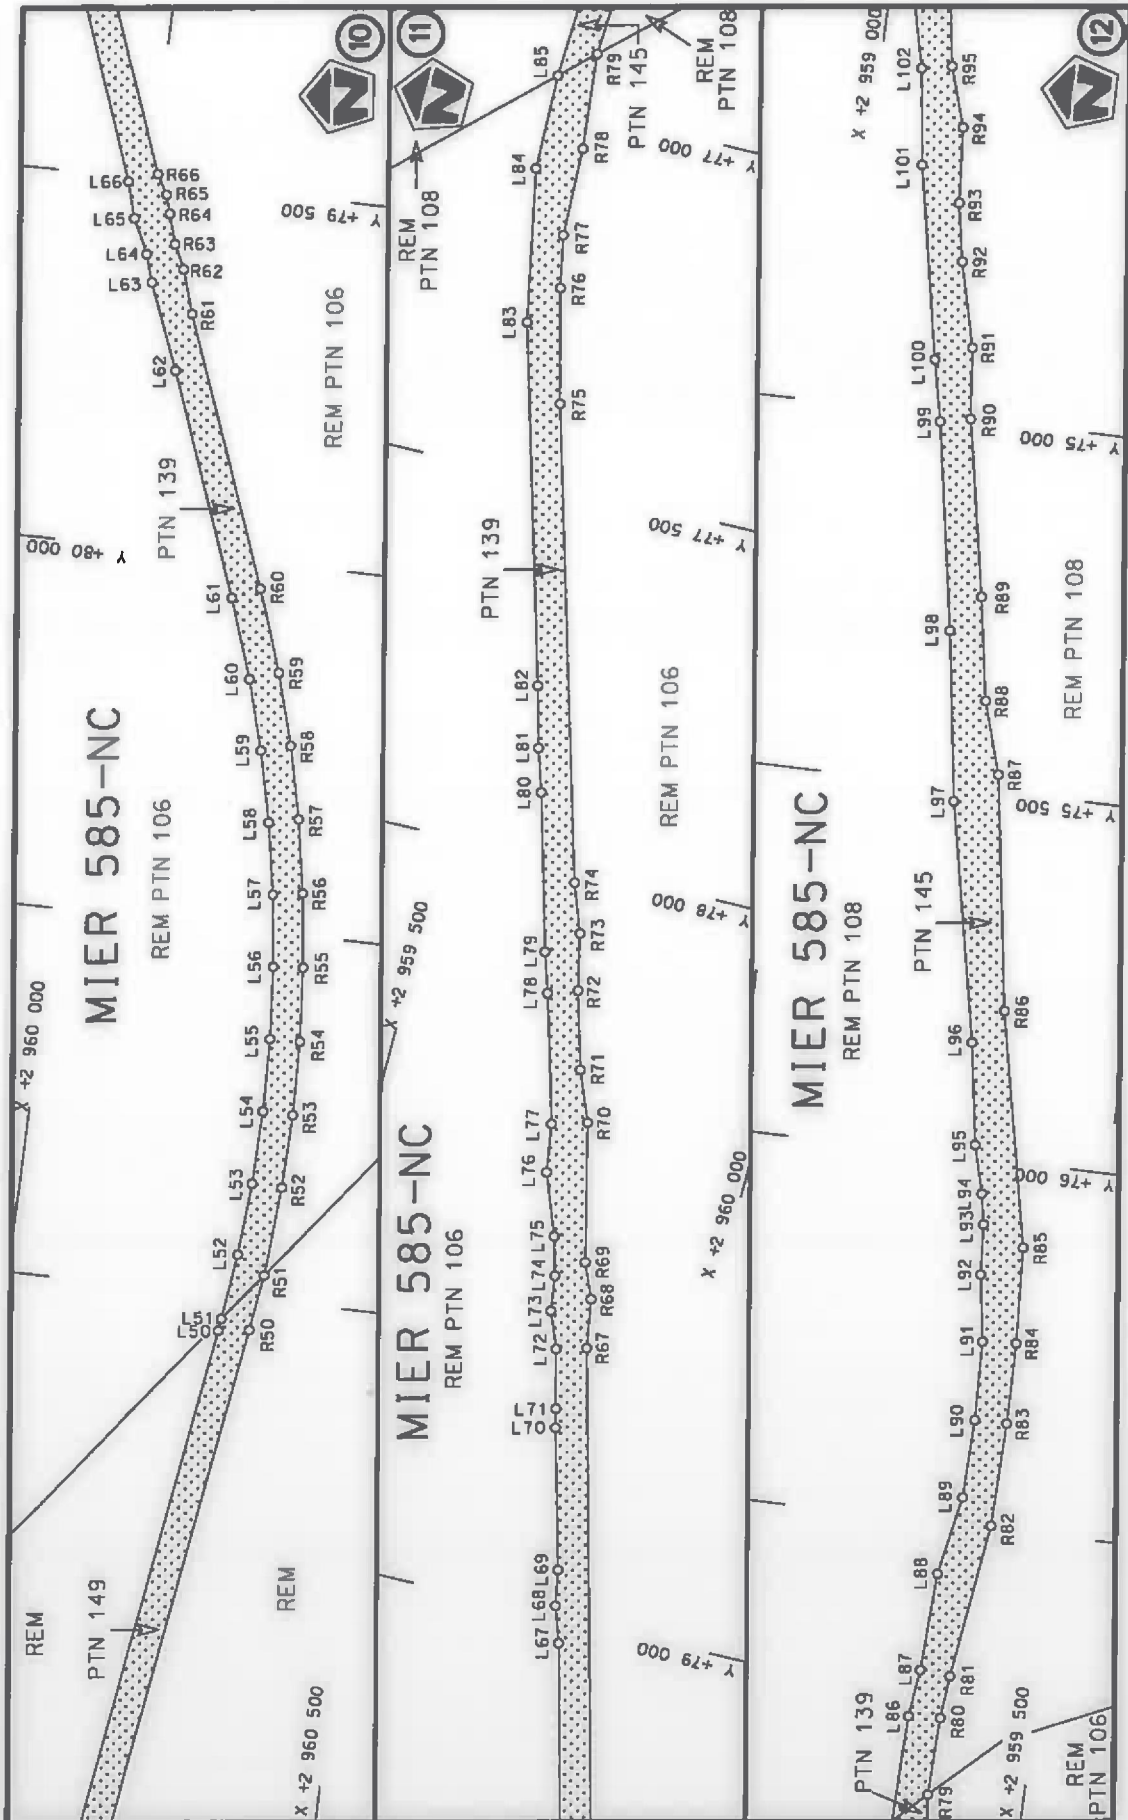 10
N
X +2 960 000
Y +80 000
MIER 585-NC
REM PTN 106
PTN 139
REM
PTN 149
REM
X +2 960 500
REM PTN 106
Y +79 500
L50
L51
L52
L53
L54
L55
L56
L57
L58
L59
L60
L61
L62
L63
L64
L65
L66
R50
R51
R52
R53
R54
R55
R56
R57
R58
R59
R60
R61
R62
R63
R64
R65
R66
11
N
REM
PTN 108
PTN 145
REM
PTN 108
X +2 959 500
MIER 585-NC
REM PTN 106
PTN 139
REM PTN 106
X +2 960 000
Y +79 000
Y +78 000
Y +77 500
Y +77 000
L67
L68
L69
L70
L71
L72
L73
L74
L75
L76
L77
L78
L79
L80
L81
L82
L83
L84
L85
R67
R68
R69
R70
R71
R72
R73
R74
R75
R76
R77
R78
R79
12
N
X +2 959 000
MIER 585-NC
REM PTN 108
PTN 145
PTN 139
REM PTN 108
REM
PTN 106
X +2 959 500
Y +76 000
Y +75 500
Y +75 000
L86
L87
L88
L89
L90
L91
L92
L93
L94
L95
L96
L97
L98
L99
L100
L101
L102
R79
R80
R81
R82
R83
R84
R85
R86
R87
R88
R89
R90
R91
R92
R93
R94
R95